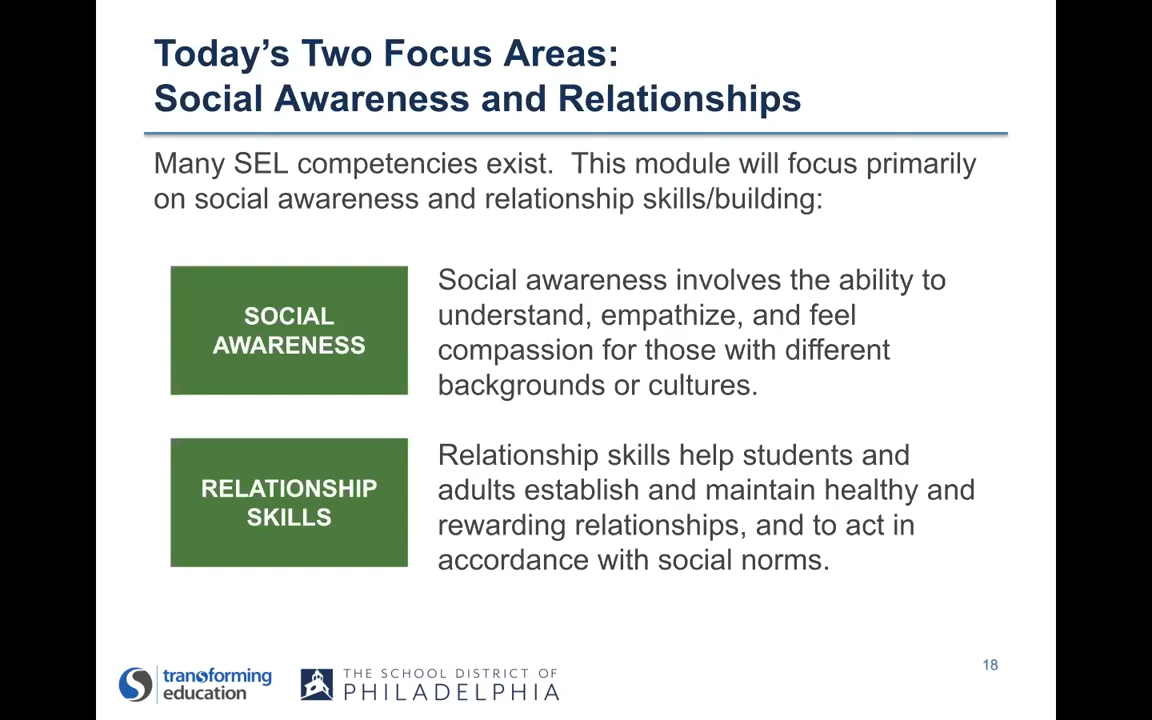 Today’s Two Focus Areas:
Social Awareness and Relationships
Many SEL competencies exist.  This module will focus primarily
on social awareness and relationship skills/building:
SOCIAL
AWARENESS
Social awareness involves the ability to
understand, empathize, and feel
compassion for those with different
backgrounds or cultures.
RELATIONSHIP
SKILLS
Relationship skills help students and
adults establish and maintain healthy and
rewarding relationships, and to act in
accordance with social norms.
transforming
education
THE SCHOOL DISTRICT OF
PHILADELPHIA
18